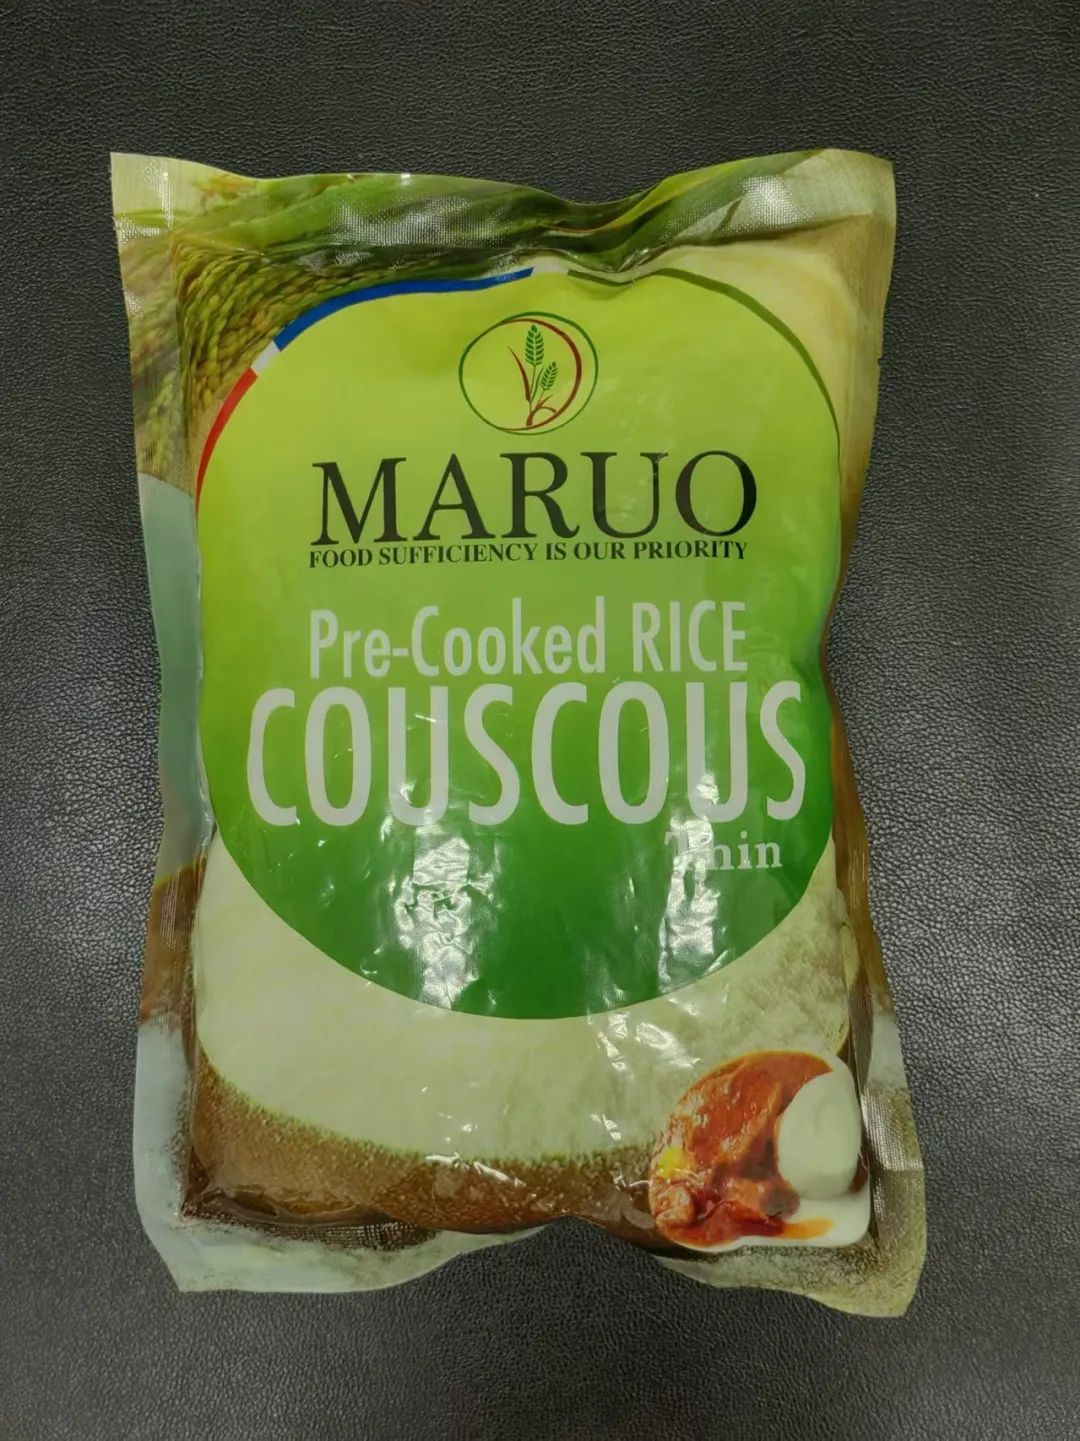 MARUO
FOOD SUFFICIENCY IS OUR PRIORITY
Pre-Cooked RICE
COUSCOUS
Thin